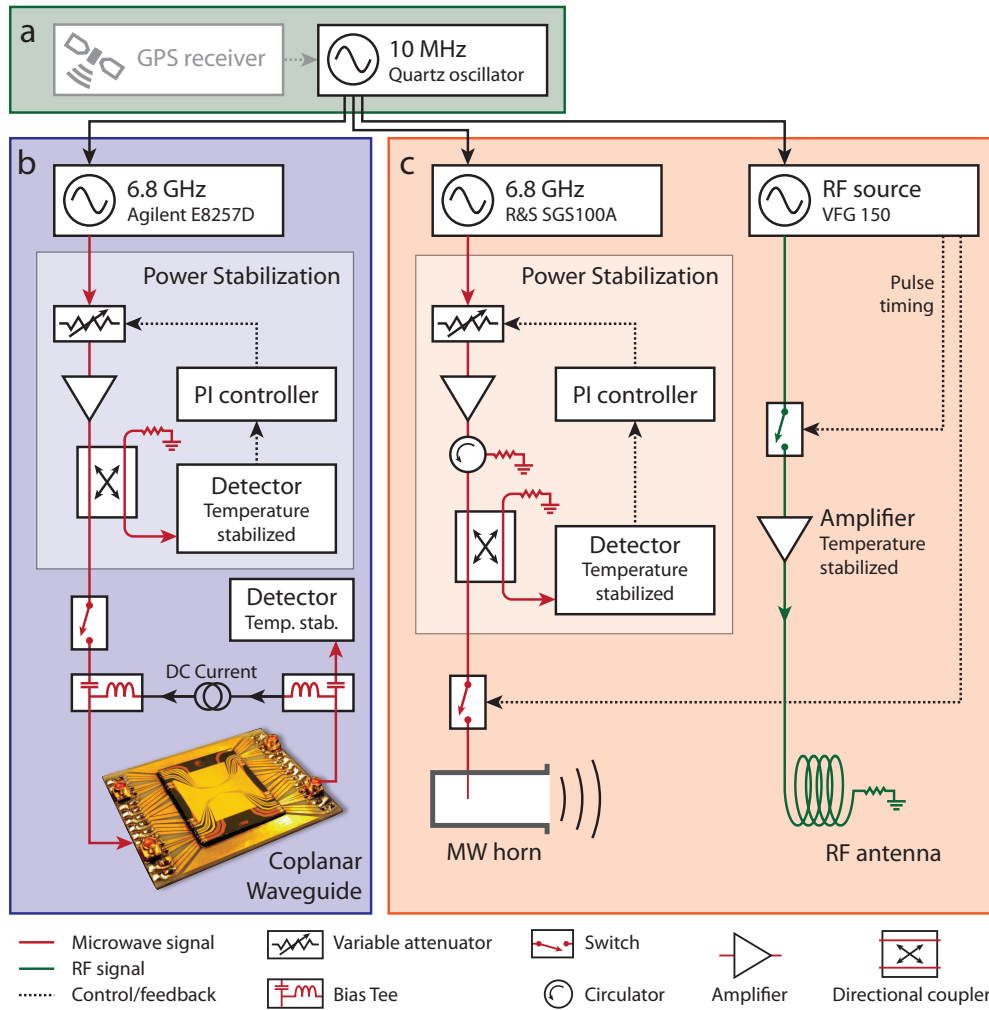 a
GPS receiver
10 MHz
Quartz oscillator
b
6.8 GHz
Agilent E8257D
Power Stabilization
PI controller
Detector
Temperature
stabilized
Detector
Temp. stab.
DC Current
Coplanar
Waveguide
c
6.8 GHz
R&S SGS100A
Power Stabilization
PI controller
Detector
Temperature
stabilized
MW horn
RF source
VFG 150
Pulse
timing
Amplifier
Temperature
stabilized
RF antenna
Microwave signal
RF signal
Control/feedback
Variable attenuator
Bias Tee
Switch
Circulator
Amplifier
Directional coupler